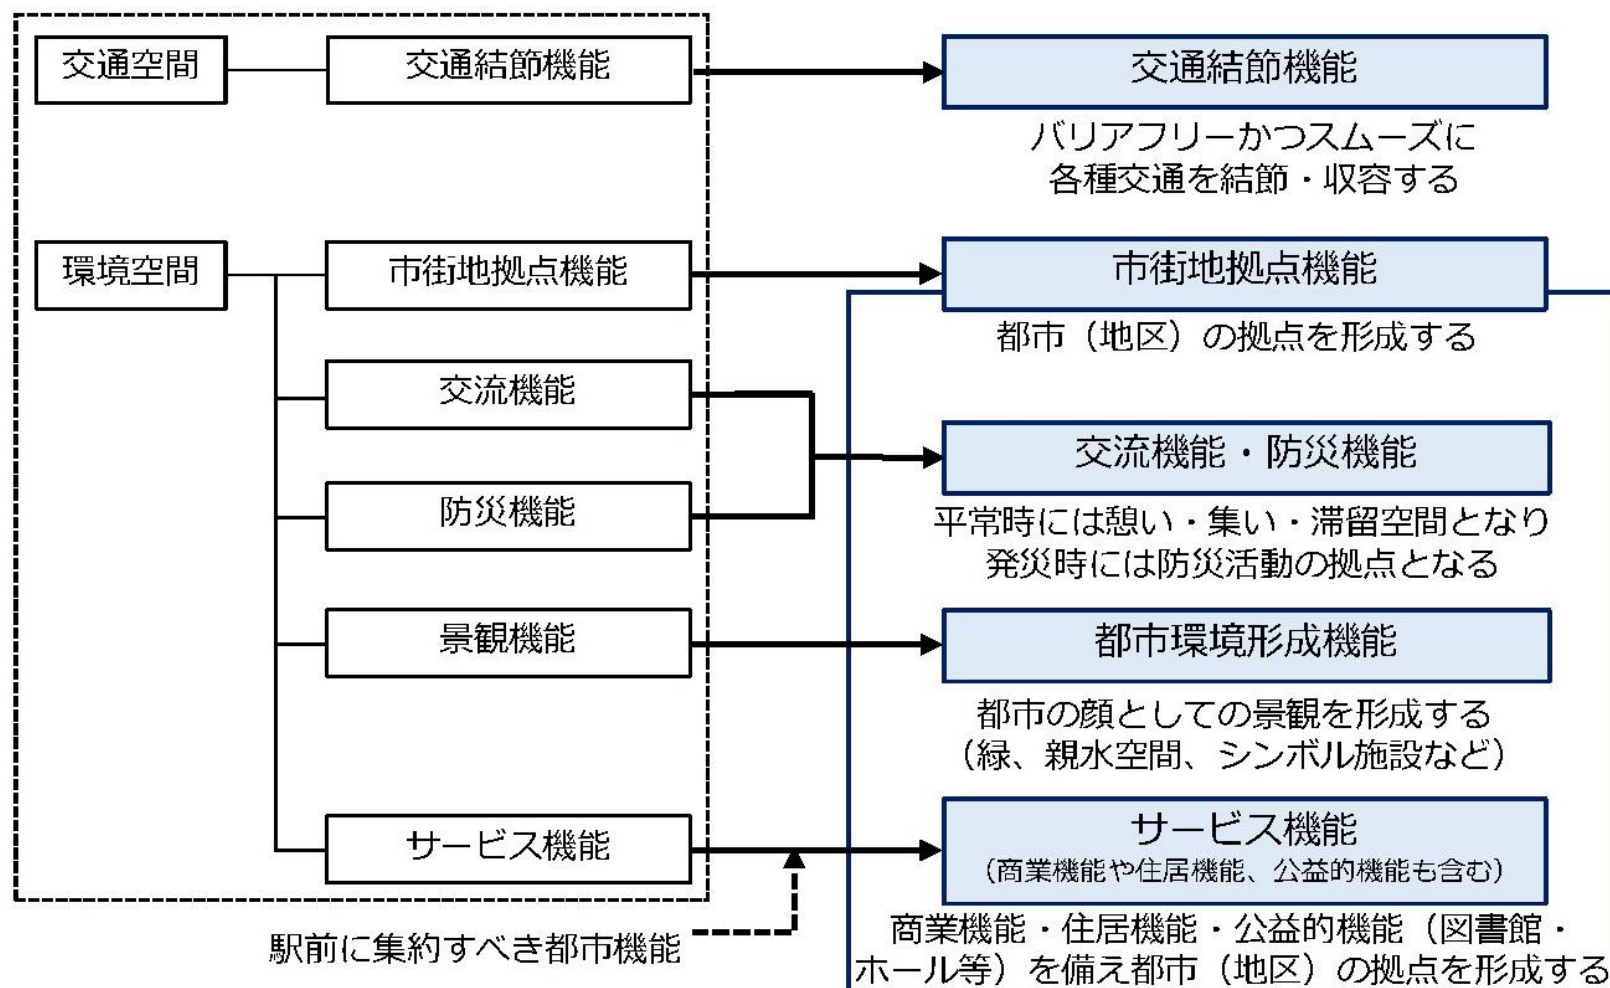 交通空間
交通結節機能
交通結節機能
バリアフリーかつスムーズに
各種交通を結節・収容する
環境空間
市街地拠点機能
市街地拠点機能
都市（地区）の拠点を形成する
交流機能
防災機能
交流機能・防災機能
平常時には憩い・集い・滞留空間となり
発災時には防災活動の拠点となる
景観機能
都市環境形成機能
都市の顔としての景観を形成する
（緑、親水空間、シンボル施設など）
サービス機能
サービス機能
（商業機能や住居機能、公益的機能も含む）
駅前に集約すべき都市機能
商業機能・住居機能・公益的機能（図書館・
ホール等）を備え都市（地区）の拠点を形成する